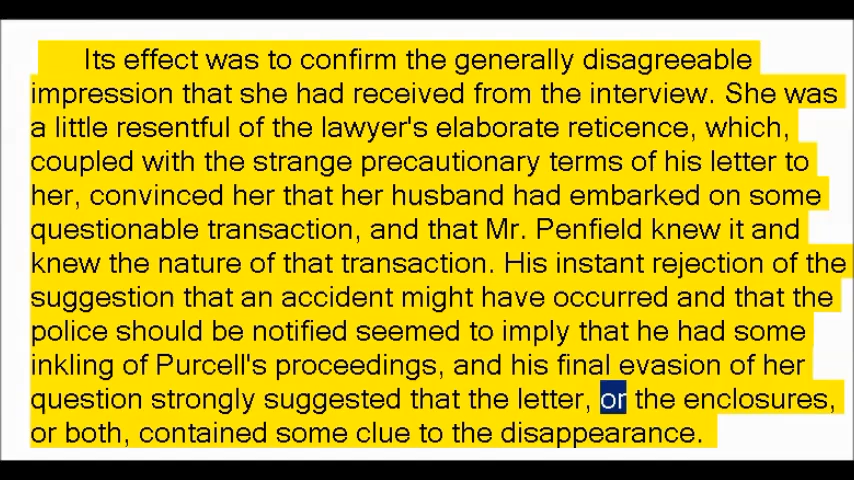 Its effect was to confirm the generally disagreeable
impression that she had received from the interview. She was
a little resentful of the lawyer's elaborate reticence, which,
coupled with the strange precautionary terms of his letter to
her, convinced her that her husband had embarked on some
questionable transaction, and that Mr. Penfield knew it and
knew the nature of that transaction. His instant rejection of the
suggestion that an accident might have occurred and that the
police should be notified seemed to imply that he had some
inkling of Purcell's proceedings, and his final evasion of her
question strongly suggested that the letter, or the enclosures,
or both, contained some clue to the disappearance.